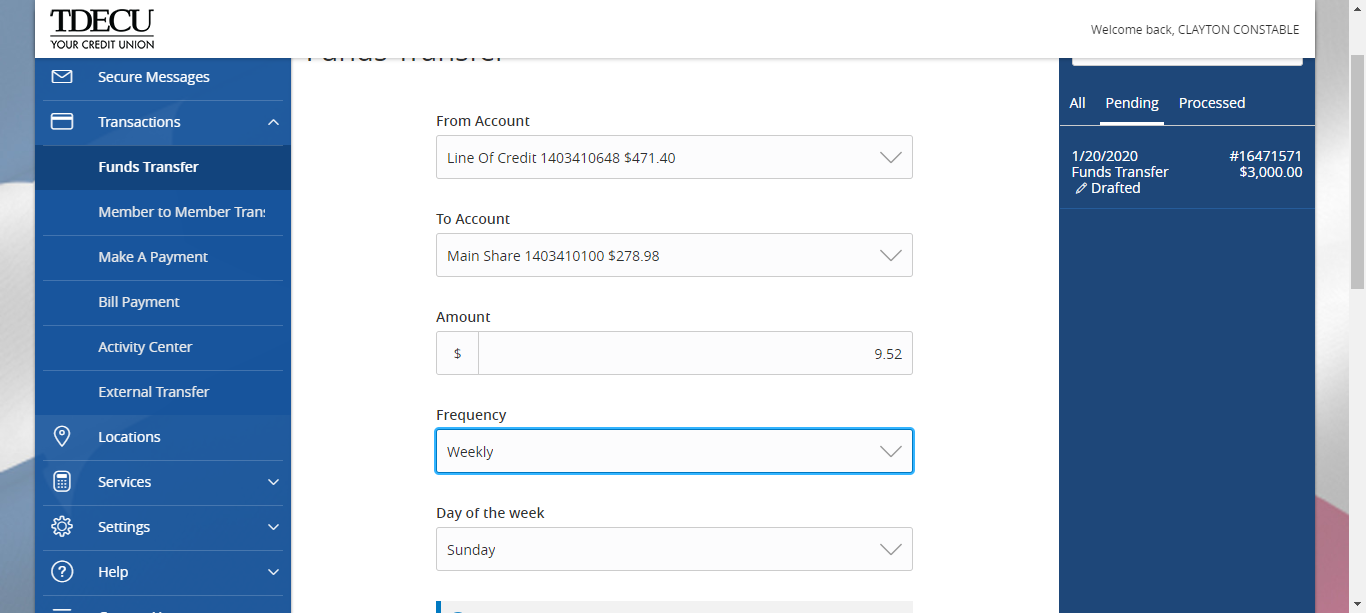 TDECU
YOUR CREDIT UNION
Welcome back, CLAYTON CONSTABLE
Secure Messages
Transactions
Funds Transfer
Member to Member Trans
Make A Payment
Bill Payment
Activity Center
External Transfer
Locations
Services
Settings
Help
Funds Transfer
From Account
Line Of Credit 1403410648 $471.40
To Account
Main Share 1403410100 $278.98
Amount
$ 9.52
Frequency
Weekly
Day of the week
Sunday
All Pending Processed
1/20/2020 #16471571
Funds Transfer $3,000.00
Drafted